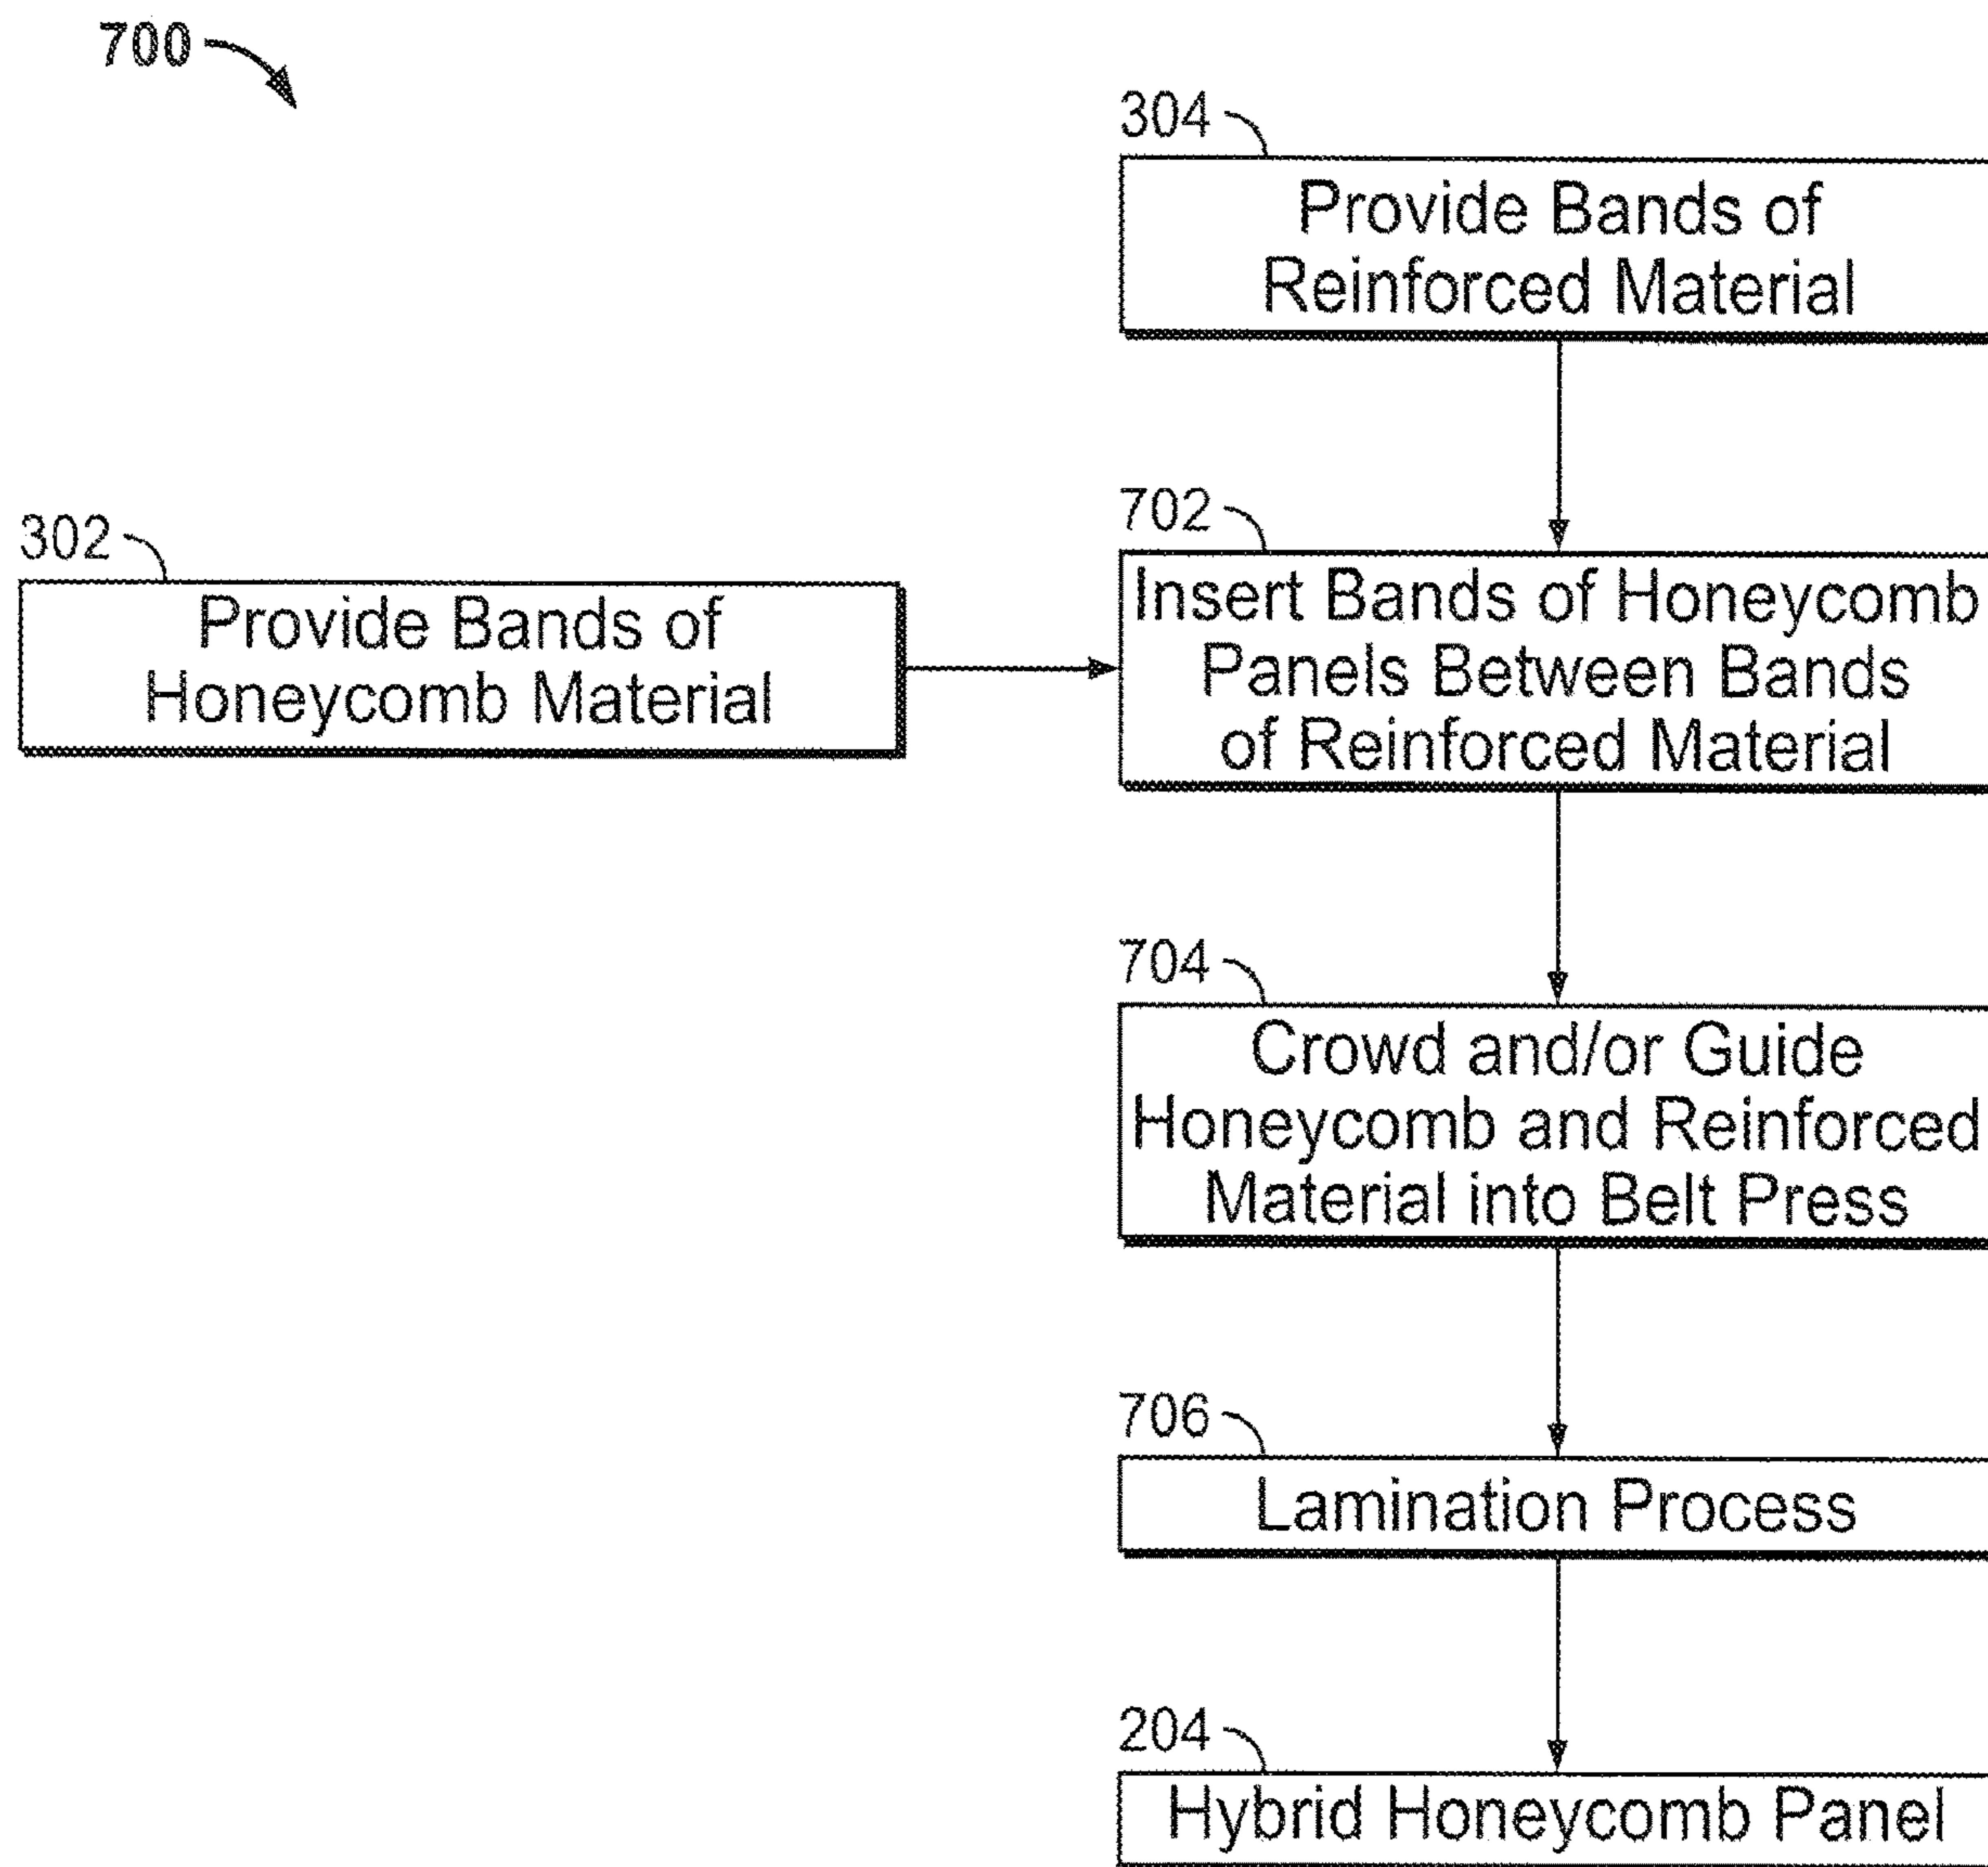 700
304
Provide Bands of
Reinforced Material
302
Provide Bands of
Honeycomb Material
702
Insert Bands of Honeycomb
Panels Between Bands
of Reinforced Material
704
Crowd and/or Guide
Honeycomb and Reinforced
Material into Belt Press
706
Lamination Process
204
Hybrid Honeycomb Panel